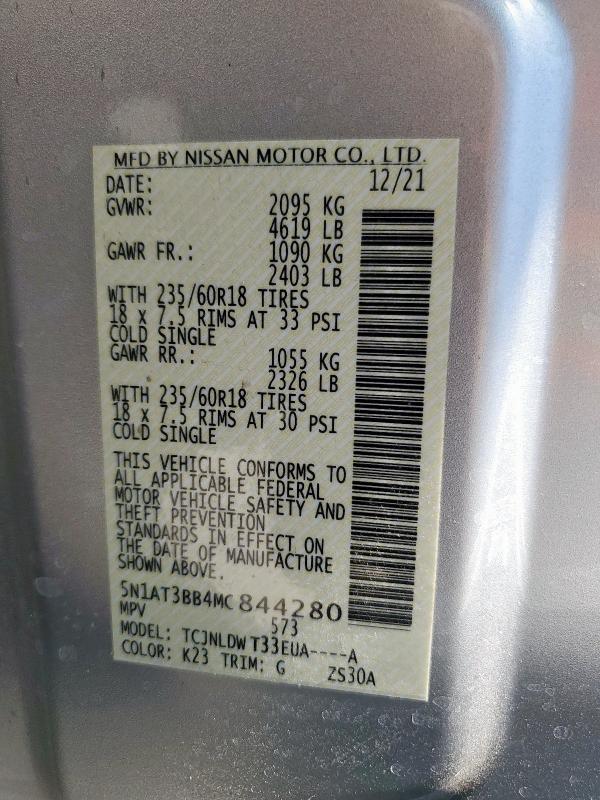 MFD BY NISSAN MOTOR CO., LTD.
DATE: 12/21
GVWR: 2095 KG
4619 LB
GAWR FR.: 1090 KG
2403 LB
WITH 235/60R18 TIRES
18 x 7.5 RIMS AT 33 PSI
COLD SINGLE
GAWR RR.: 1055 KG
2326 LB
WITH 235/60R18 TIRES
18 x 7.5 RIMS AT 30 PSI
COLD SINGLE
THIS VEHICLE CONFORMS TO
ALL APPLICABLE FEDERAL
MOTOR VEHICLE SAFETY AND
THEFT PREVENTION
STANDARDS IN EFFECT ON
THE DATE OF MANUFACTURE
SHOWN ABOVE.
5N1AT3BB4MC844280
MPV 573
MODEL: TCJNLDW T33EUA----A
COLOR: K23 TRIM: G ZS30A